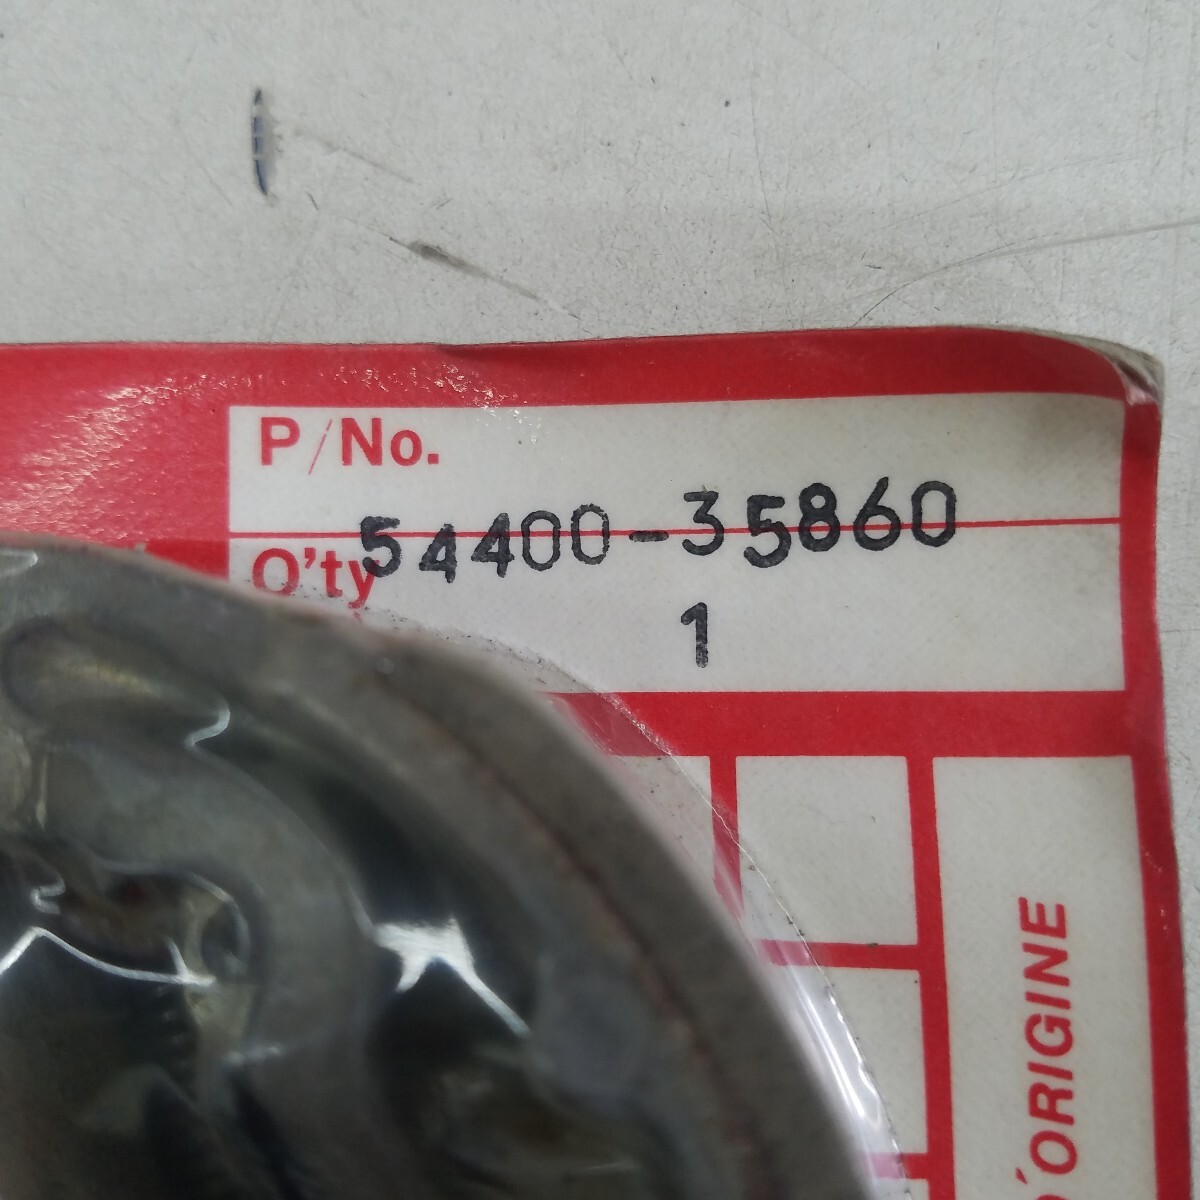 P/No.
54400-35860
Q'ty
1
'ORIGINE